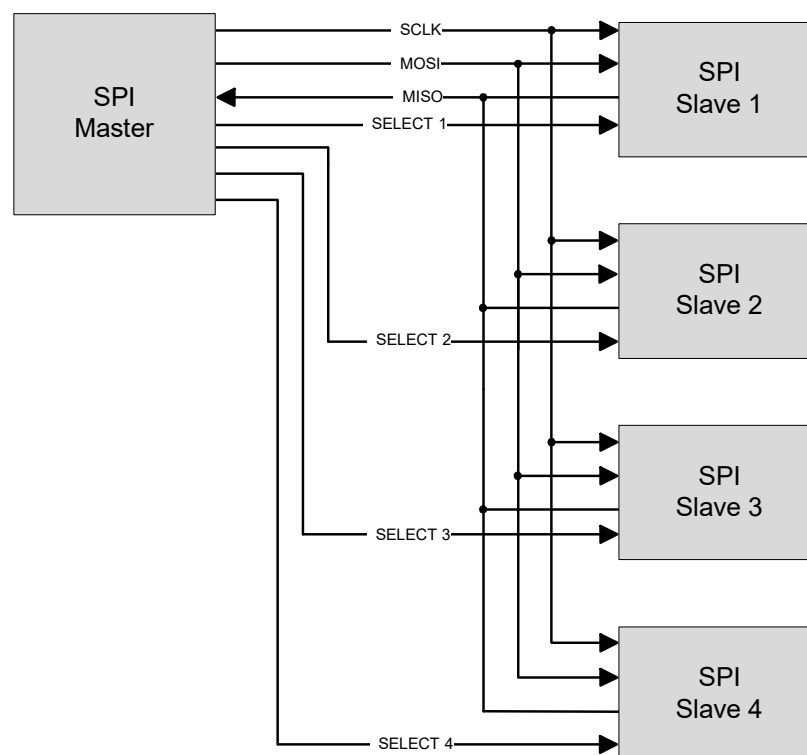 SPI
Master
SCLK
MOSI
MISO
SELECT 1
SPI
Slave 1
SPI
Slave 2
SELECT 2
SPI
Slave 3
SELECT 3
SPI
Slave 4
SELECT 4